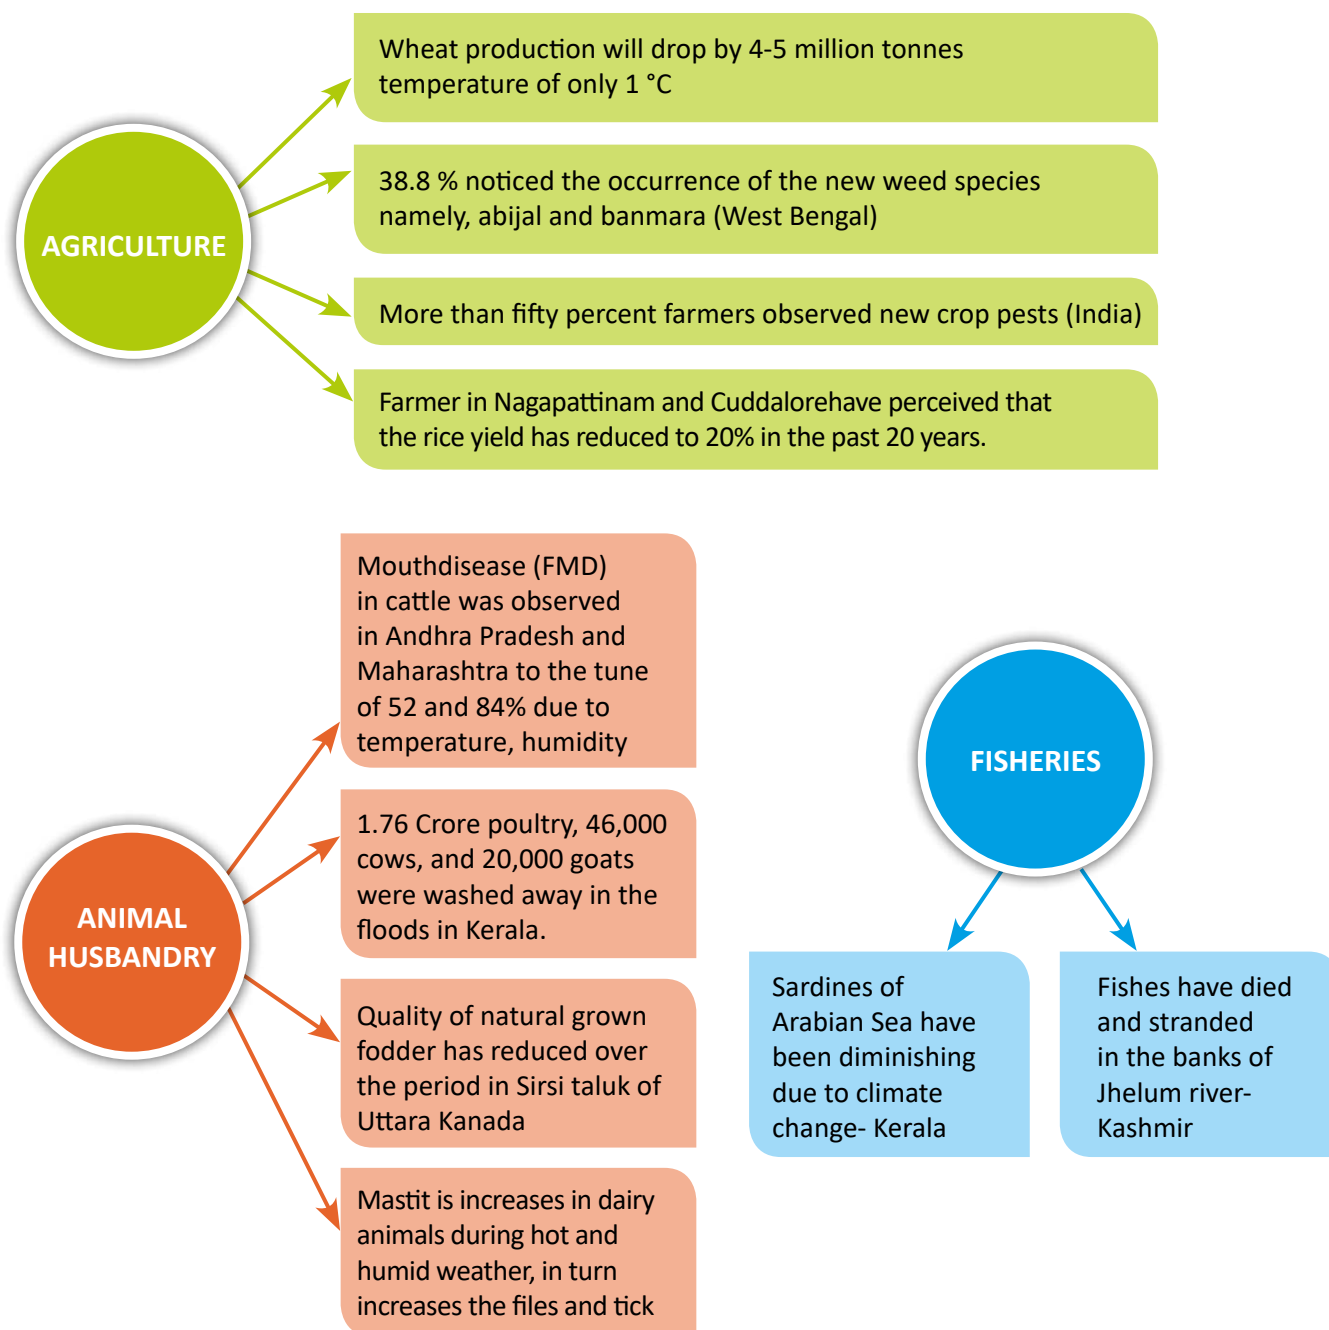 AGRICULTURE
Wheat production will drop by 4-5 million tonnes
temperature of only 1 °C
38.8 % noticed the occurrence of the new weed species
namely, abijal and banmara (West Bengal)
More than fifty percent farmers observed new crop pests (India)
Farmer in Nagapattinam and Cuddalorehave perceived that
the rice yield has reduced to 20% in the past 20 years.
ANIMAL
HUSBANDRY
Mouthdisease (FMD)
in cattle was observed
in Andhra Pradesh and
Maharashtra to the tune
of 52 and 84% due to
temperature, humidity
1.76 Crore poultry, 46,000
cows, and 20,000 goats
were washed away in the
floods in Kerala.
Quality of natural grown
fodder has reduced over
the period in Sirsi taluk of
Uttara Kanada
Mastit is increases in dairy
animals during hot and
humid weather, in turn
increases the files and tick
FISHERIES
Sardines of
Arabian Sea have
been diminishing
due to climate
change- Kerala
Fishes have died
and stranded
in the banks of
Jhelum river-
Kashmir